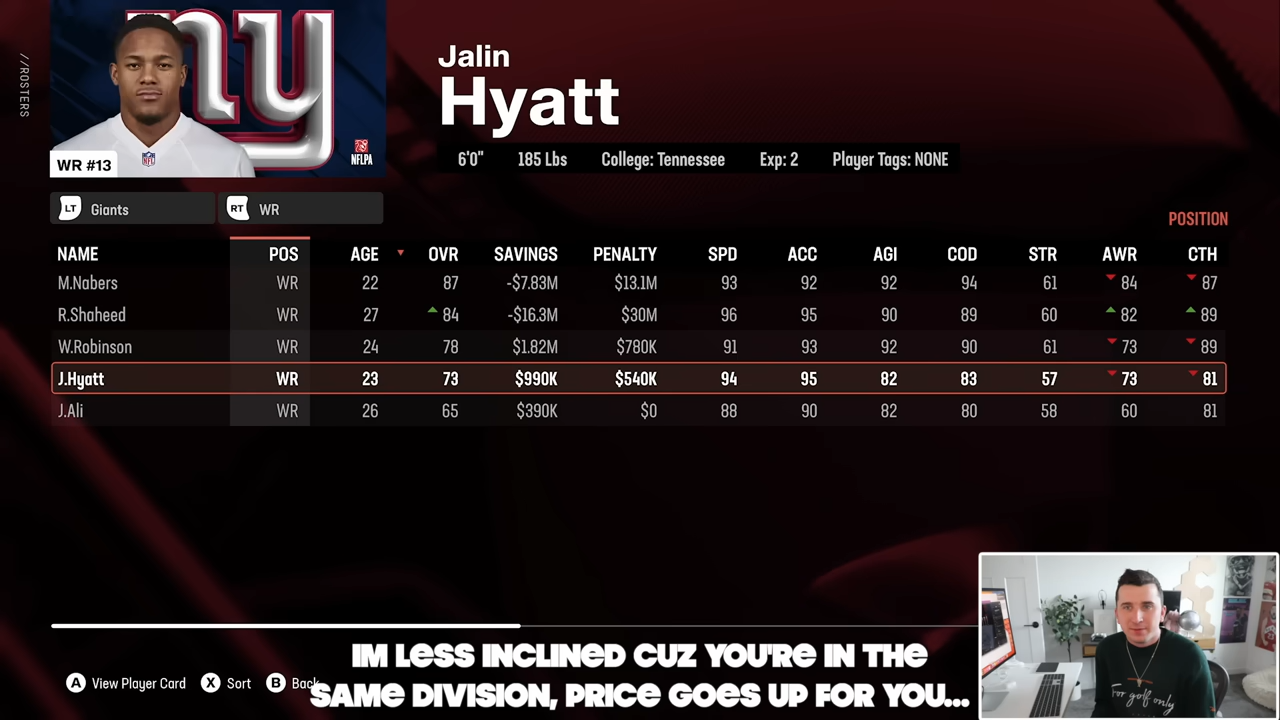 //ROSTERS
ny
WR #13
NFL
NFLPA
Jalin
Hyatt
6'0" 185 Lbs College: Tennessee Exp: 2 Player Tags: NONE
LT Giants RT WR
POSITION
NAME POS AGE OVR SAVINGS PENALTY SPD ACC AGI COD STR AWR CTH
M.Nabers WR 22 87 -$7.83M $13.1M 93 92 92 94 61 84 87
R.Shaheed WR 27 84 -$16.3M $30M 96 95 90 89 60 82 89
W.Robinson WR 24 78 $1.82M $780K 91 93 92 90 61 73 89
J.Hyatt WR 23 73 $990K $540K 94 95 82 83 57 73 81
J.Ali WR 26 65 $390K $0 88 90 82 80 58 60 81
IM LESS INCLINED CUZ YOU'RE IN THE
SAME DIVISION, PRICE GOES UP FOR YOU...
A View Player Card X Sort B Back
For golf only